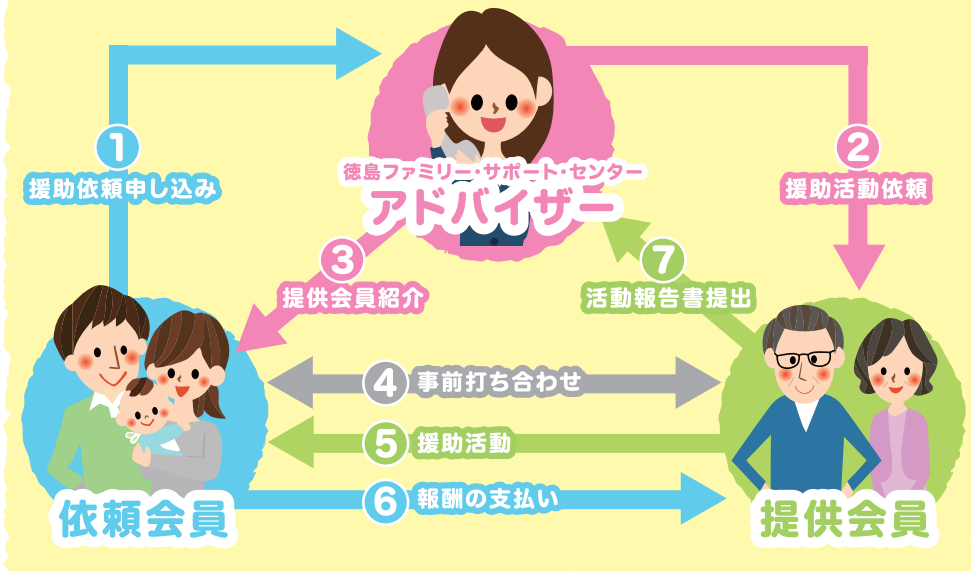 徳島ファミリー・サポート・センター
アドバイザー
1
援助依頼申し込み
2
援助活動依頼
3
提供会員紹介
7
活動報告書提出
4 事前打ち合わせ
5 援助活動
6 報酬の支払い
依頼会員
提供会員